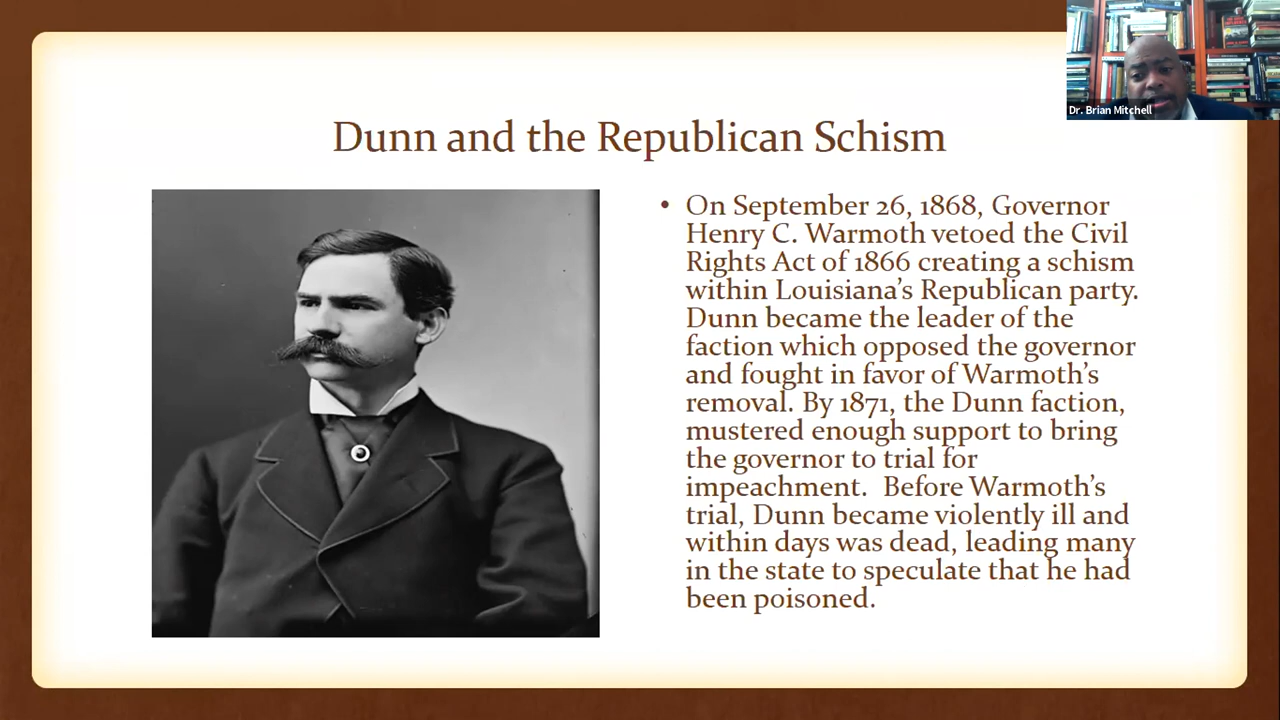 Dr. Brian Mitchell
Dunn and the Republican Schism
• On September 26, 1868, Governor
Henry C. Warmoth vetoed the Civil
Rights Act of 1866 creating a schism
within Louisiana's Republican party.
Dunn became the leader of the
faction which opposed the governor
and fought in favor of Warmoth's
removal. By 1871, the Dunn faction,
mustered enough support to bring
the governor to trial for
impeachment.  Before Warmoth's
trial, Dunn became violently ill and
within days was dead, leading many
in the state to speculate that he had
been poisoned.